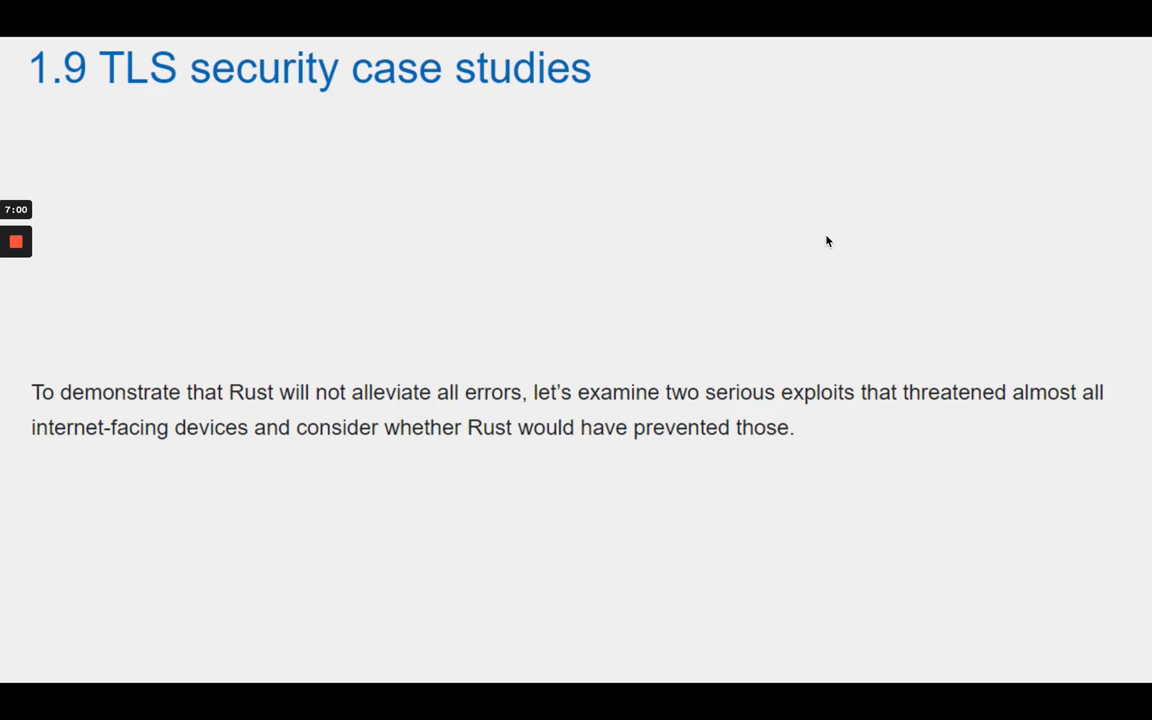 1.9 TLS security case studies
7:00
To demonstrate that Rust will not alleviate all errors, let’s examine two serious exploits that threatened almost all
internet-facing devices and consider whether Rust would have prevented those.